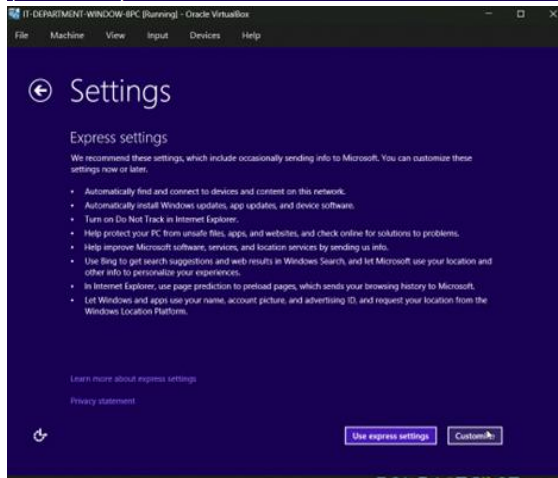 IT-DEPARTMENT-WINDOW-8PC [Running] - Oracle VirtualBox
File Machine View Input Devices Help
Settings
Express settings
We recommend these settings, which include occasionally sending info to Microsoft. You can customize these
settings now or later.
• Automatically find and connect to devices and content on this network.
• Automatically install Windows updates, app updates, and device software.
• Turn on Do Not Track in Internet Explorer.
• Help protect your PC from unsafe files, apps, and websites, and check online for solutions to problems.
• Help improve Microsoft software, services, and location services by sending us info.
• Use Bing to get search suggestions and web results in Windows Search, and let Microsoft use your location and
other info to personalize your experiences.
• In Internet Explorer, use page prediction to preload pages, which sends your browsing history to Microsoft.
• Let Windows and apps use your name, account picture, and advertising ID, and request your location from the
Windows Location Platform.
Learn more about express settings
Privacy statement
Use express settings Customize